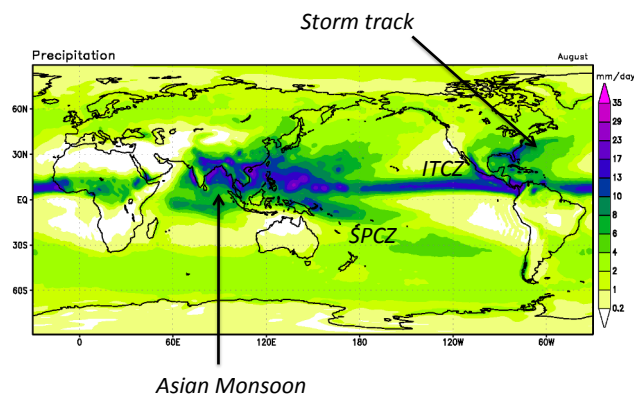 Storm track
Precipitation
August
mm/day
35
29
23
17
13
10
8
6
4
2
1
0.2
60N
30N
EQ
30S
60S
ITCZ
SPCZ
0
60E
120E
180
120W
60W
Asian Monsoon